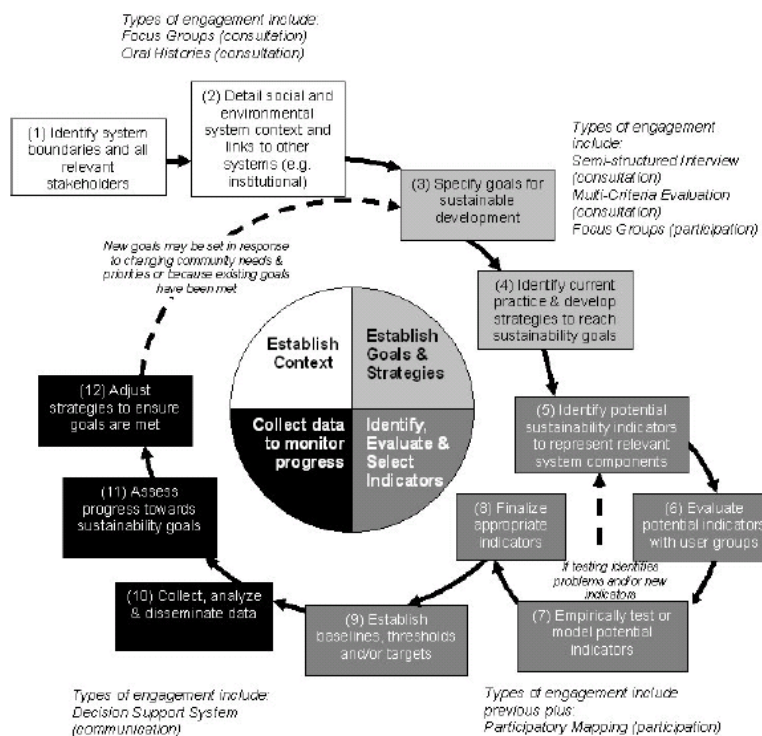 Types of engagement include:
Focus Groups (consultation)
Oral Histories (consultation)
(1) Identify system
boundaries and all
relevant
stakeholders
(2) Detail social and
environmental
system context and
links to other
systems (e.g.
institutional)
Types of engagement
include:
Semi-structured Interview
(consultation)
Multi-Criteria Evaluation
(consultation)
Focus Groups (participation)
(3) Specify goals for
sustainable
development
New goals may be set in response
to changing community needs &
priorities or because existing goals
have been met
(4) Identify current
practice & develop
strategies to reach
sustainability goals
Establish
Context
Establish
Goals &
Strategies
Collect data
to monitor
progress
Identify,
Evaluate &
Select
Indicators
(5) Identify potential
sustainability indicators
to represent relevant
system components
(6) Evaluate
potential indicators
with user groups
If testing identifies
problems and/or new
indicators
(7) Empirically test or
model potential
indicators
(8) Finalize
appropriate
indicators
(9) Establish
baselines, thresholds
and/or targets
(10) Collect, analyze
& disseminate data
(11) Assess
progress towards
sustainability goals
(12) Adjust
strategies to ensure
goals are met
Types of engagement include:
Decision Support System
(communication)
Types of engagement include
previous plus:
Participatory Mapping (participation)